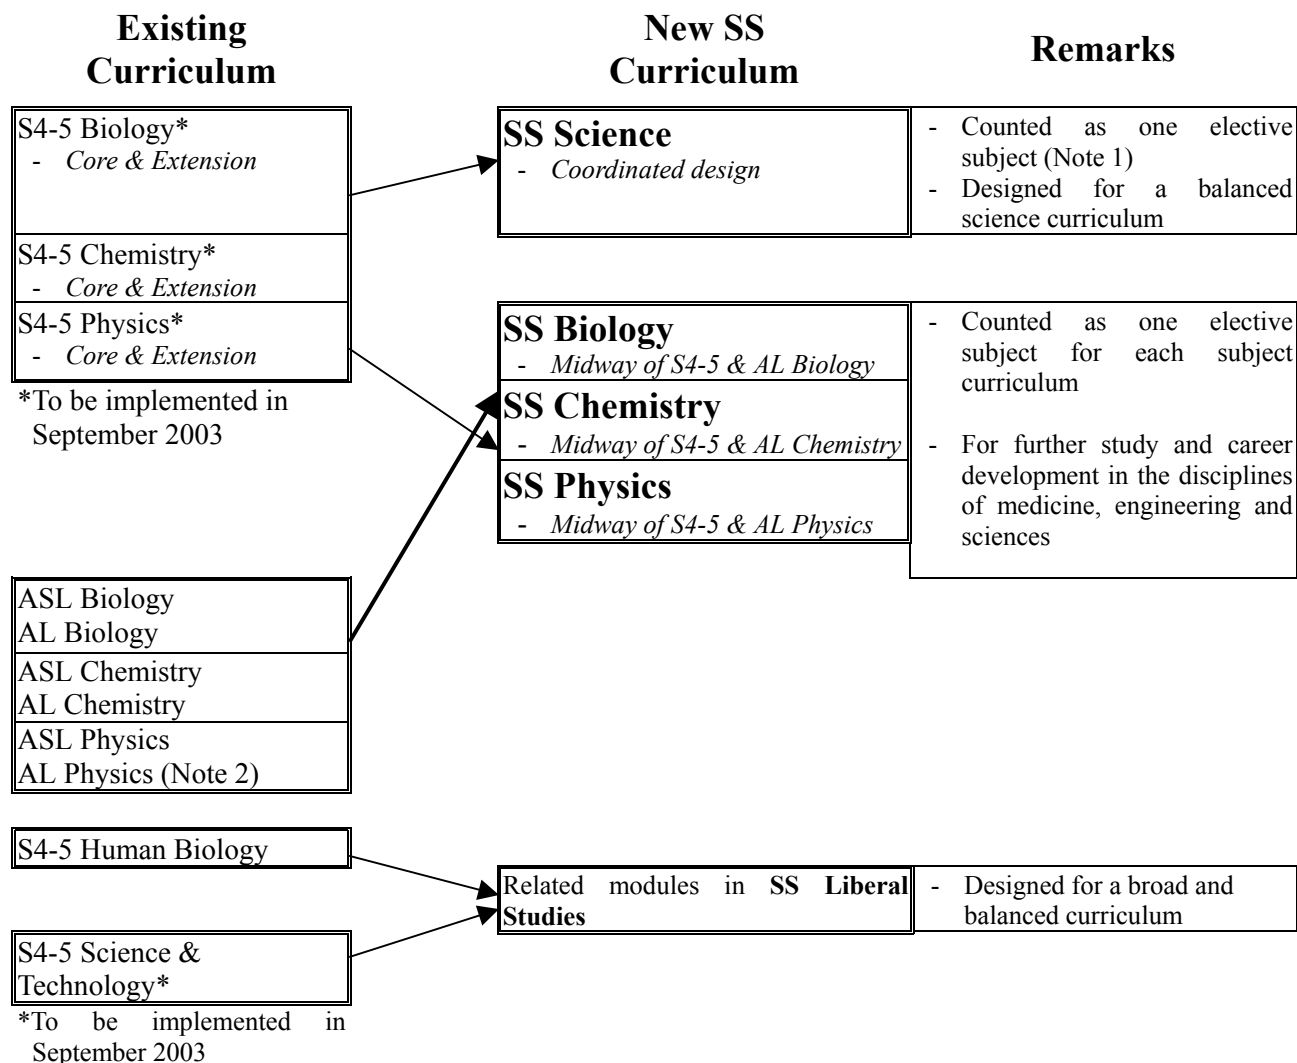 Existing
Curriculum
New SS
Curriculum
Remarks
S4-5 Biology*
- Core & Extension
S4-5 Chemistry*
- Core & Extension
S4-5 Physics*
- Core & Extension
*To be implemented in
September 2003
SS Science
- Coordinated design
- Counted as one elective
subject (Note 1)
- Designed for a balanced
science curriculum
SS Biology
- Midway of S4-5 & AL Biology
SS Chemistry
- Midway of S4-5 & AL Chemistry
SS Physics
- Midway of S4-5 & AL Physics
- Counted as one elective
subject for each subject
curriculum
- For further study and career
development in the disciplines
of medicine, engineering and
sciences
ASL Biology
AL Biology
ASL Chemistry
AL Chemistry
ASL Physics
AL Physics (Note 2)
S4-5 Human Biology
S4-5 Science &
Technology*
*To be implemented in
September 2003
Related modules in SS Liberal
Studies
- Designed for a broad and
balanced curriculum